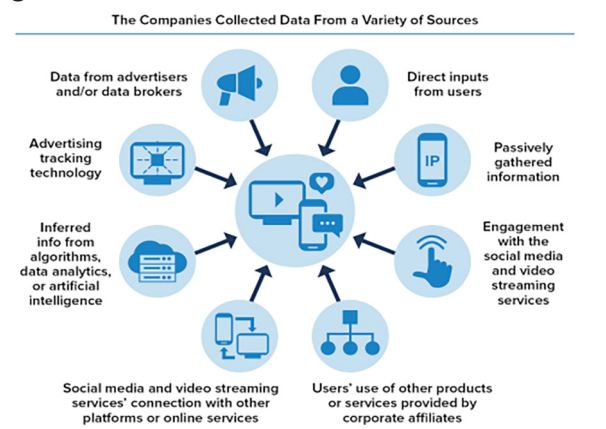 The Companies Collected Data From a Variety of Sources
Data from advertisers
and/or data brokers
Direct inputs
from users
Advertising
tracking
technology
IP
Passively
gathered
information
Inferred
info from
algorithms,
data analytics,
or artificial
intelligence
Engagement
with the
social media
and video
streaming
services
Social media and video streaming
services' connection with other
platforms or online services
Users' use of other products
or services provided by
corporate affiliates